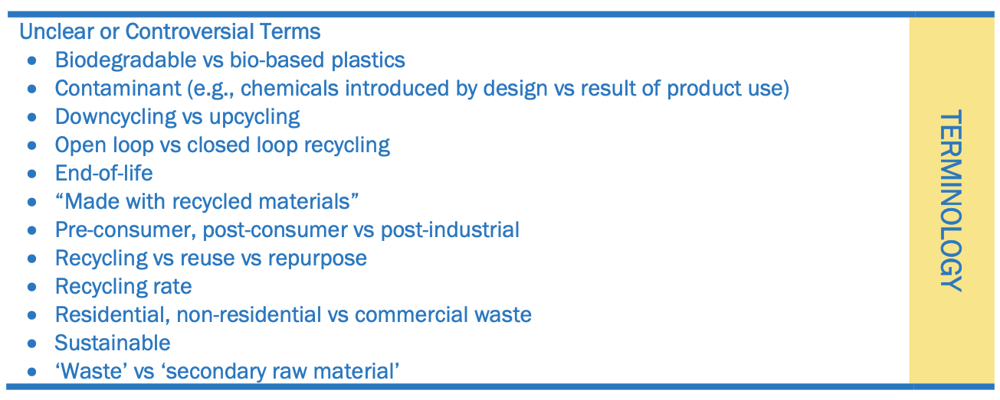 Unclear or Controversial Terms
• Biodegradable vs bio-based plastics
• Contaminant (e.g., chemicals introduced by design vs result of product use)
• Downcycling vs upcycling
• Open loop vs closed loop recycling
• End-of-life
• “Made with recycled materials”
• Pre-consumer, post-consumer vs post-industrial
• Recycling vs reuse vs repurpose
• Recycling rate
• Residential, non-residential vs commercial waste
• Sustainable
• ‘Waste’ vs ‘secondary raw material’
TERMINOLOGY